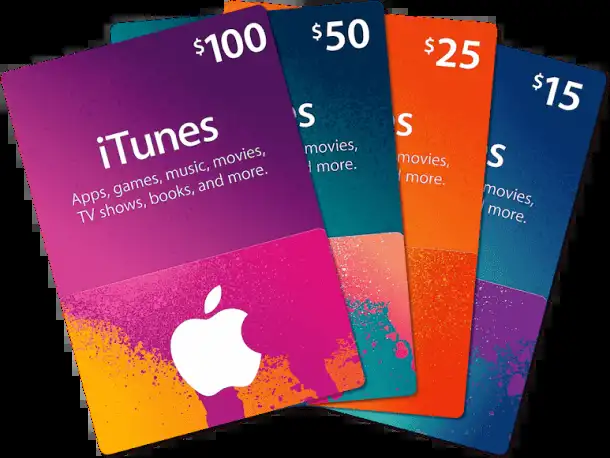 $100
iTunes
Apps, games, music, movies,
TV shows, books, and more.
$50
s
movies,
more.
$25
s
movies,
more.
$15
s
movies,
more.